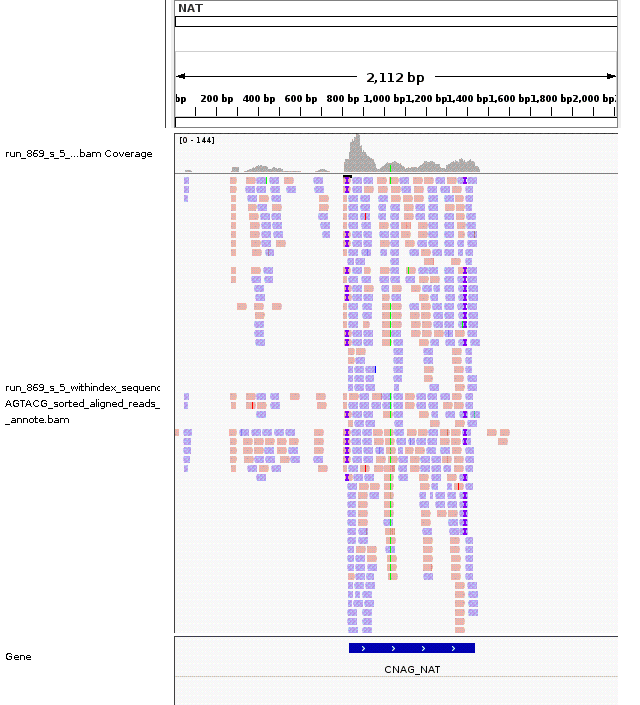 NAT
2,112 bp
bp 200 bp 400 bp 600 bp 800 bp 1,000 bp 1,200 bp 1,400 bp 1,600 bp 1,800 bp 2,000 bp
[0 - 144]
run_869_s_5_...bam Coverage
run_869_s_5_withindex_sequenc
AGTACG_sorted_aligned_reads_
_annote.bam
Gene
CNAG_NAT